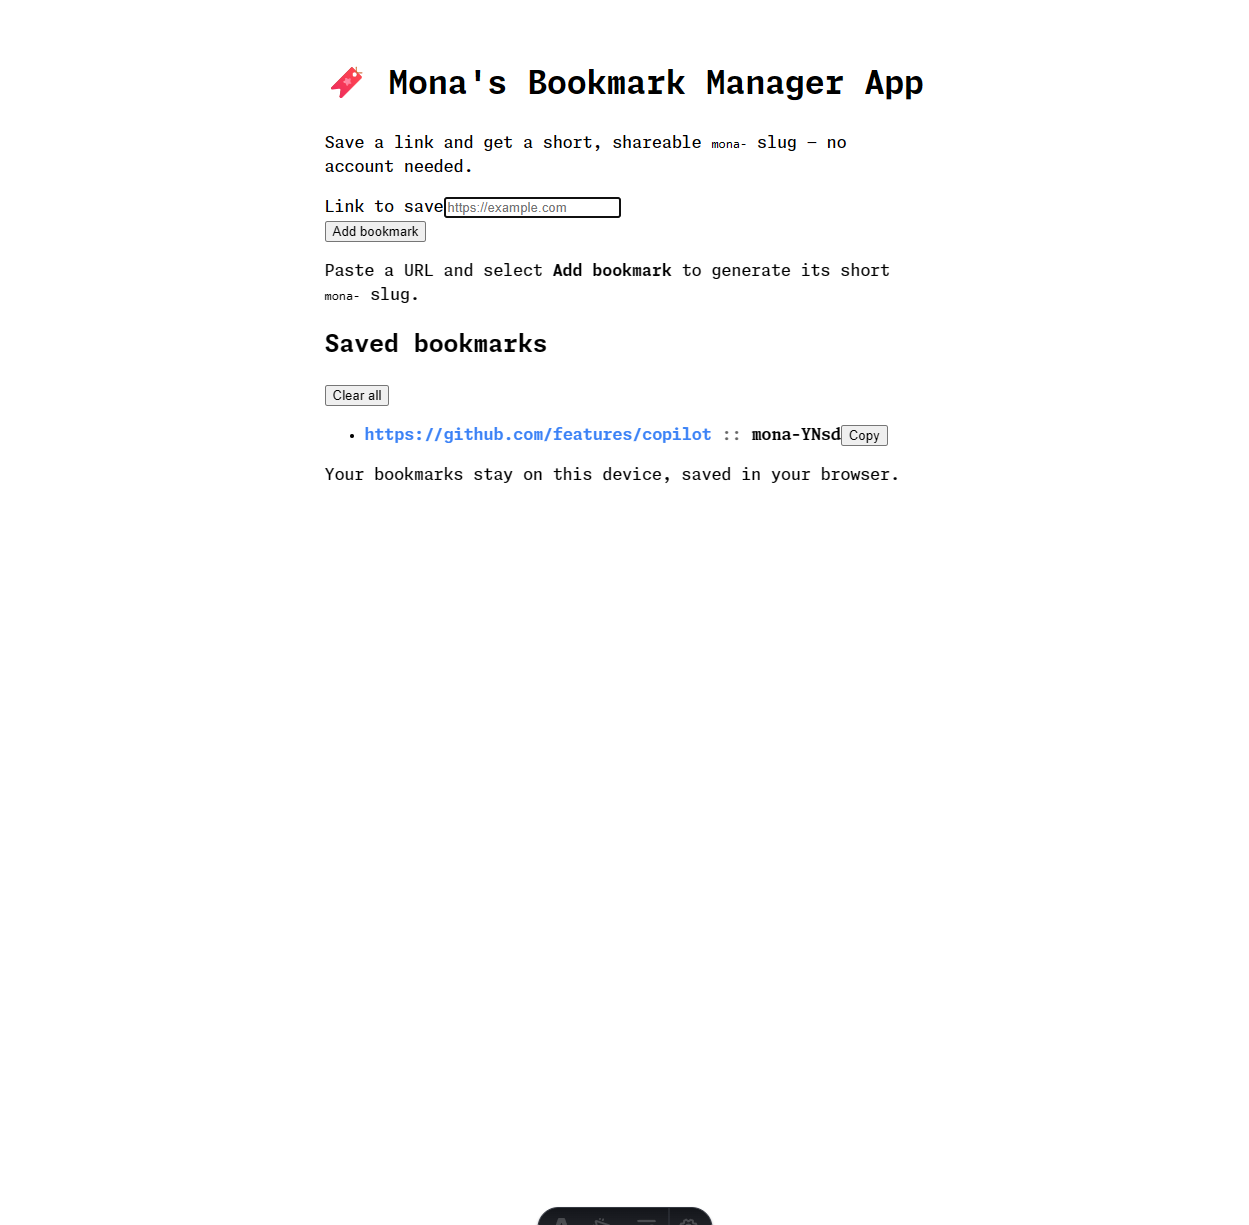 Mona's Bookmark Manager App
Save a link and get a short, shareable mona- slug — no
account needed.
Link to save https://example.com
Add bookmark
Paste a URL and select Add bookmark to generate its short
mona- slug.
Saved bookmarks
Clear all
• https://github.com/features/copilot :: mona-YNsd Copy
Your bookmarks stay on this device, saved in your browser.